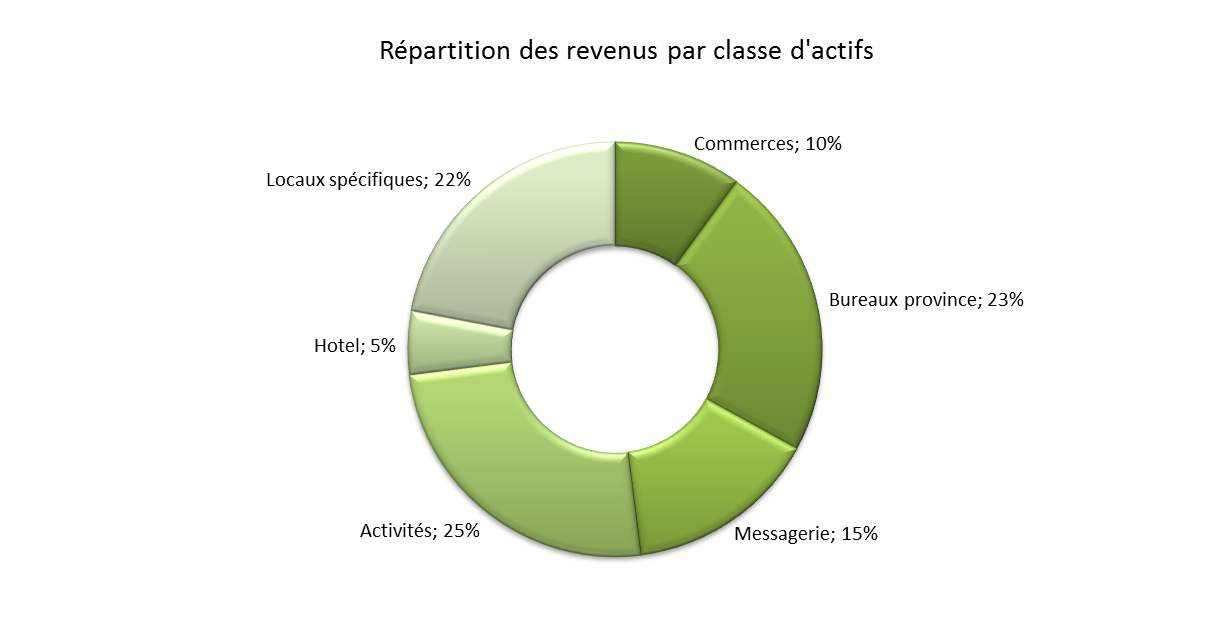 Répartition des revenus par classe d'actifs
Commerces; 10%
Locaux spécifiques; 22%
Bureaux province; 23%
Hotel; 5%
Activités; 25%
Messagerie; 15%